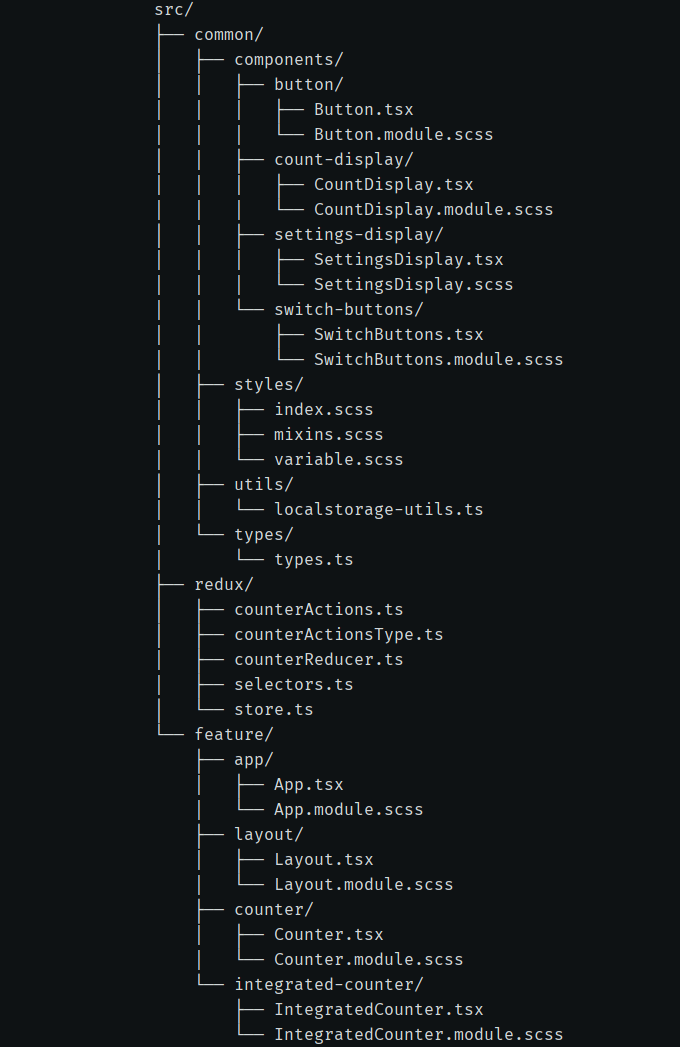 src/
├── common/
│   ├── components/
│   │   ├── button/
│   │   │   ├── Button.tsx
│   │   │   └── Button.module.scss
│   │   ├── count-display/
│   │   │   ├── CountDisplay.tsx
│   │   │   └── CountDisplay.module.scss
│   │   ├── settings-display/
│   │   │   ├── SettingsDisplay.tsx
│   │   │   └── SettingsDisplay.scss
│   │   └── switch-buttons/
│   │       ├── SwitchButtons.tsx
│   │       └── SwitchButtons.module.scss
│   ├── styles/
│   │   ├── index.scss
│   │   ├── mixins.scss
│   │   └── variable.scss
│   ├── utils/
│   │   └── localstorage-utils.ts
│   └── types/
│       └── types.ts
├── redux/
│   ├── counterActions.ts
│   ├── counterActionsType.ts
│   ├── counterReducer.ts
│   ├── selectors.ts
│   └── store.ts
└── feature/
    ├── app/
    │   ├── App.tsx
    │   └── App.module.scss
    ├── layout/
    │   ├── Layout.tsx
    │   └── Layout.module.scss
    ├── counter/
    │   ├── Counter.tsx
    │   └── Counter.module.scss
    └── integrated-counter/
        ├── IntegratedCounter.tsx
        └── IntegratedCounter.module.scss